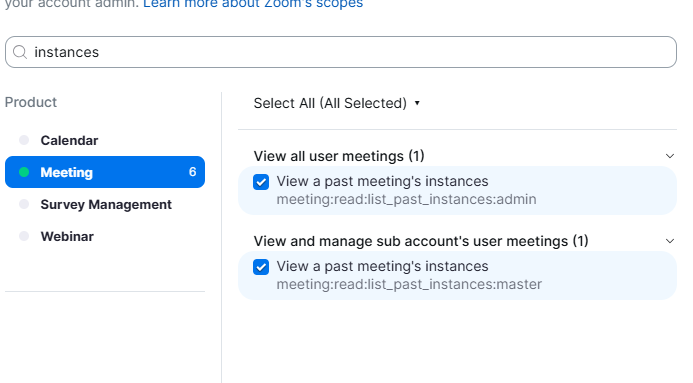 your account admin. Learn more about Zoom's scopes
instances
Product
Select All (All Selected)
Calendar
Meeting 6
Survey Management
Webinar
View all user meetings (1)
View a past meeting's instances
meeting:read:list_past_instances:admin
View and manage sub account's user meetings (1)
View a past meeting's instances
meeting:read:list_past_instances:master